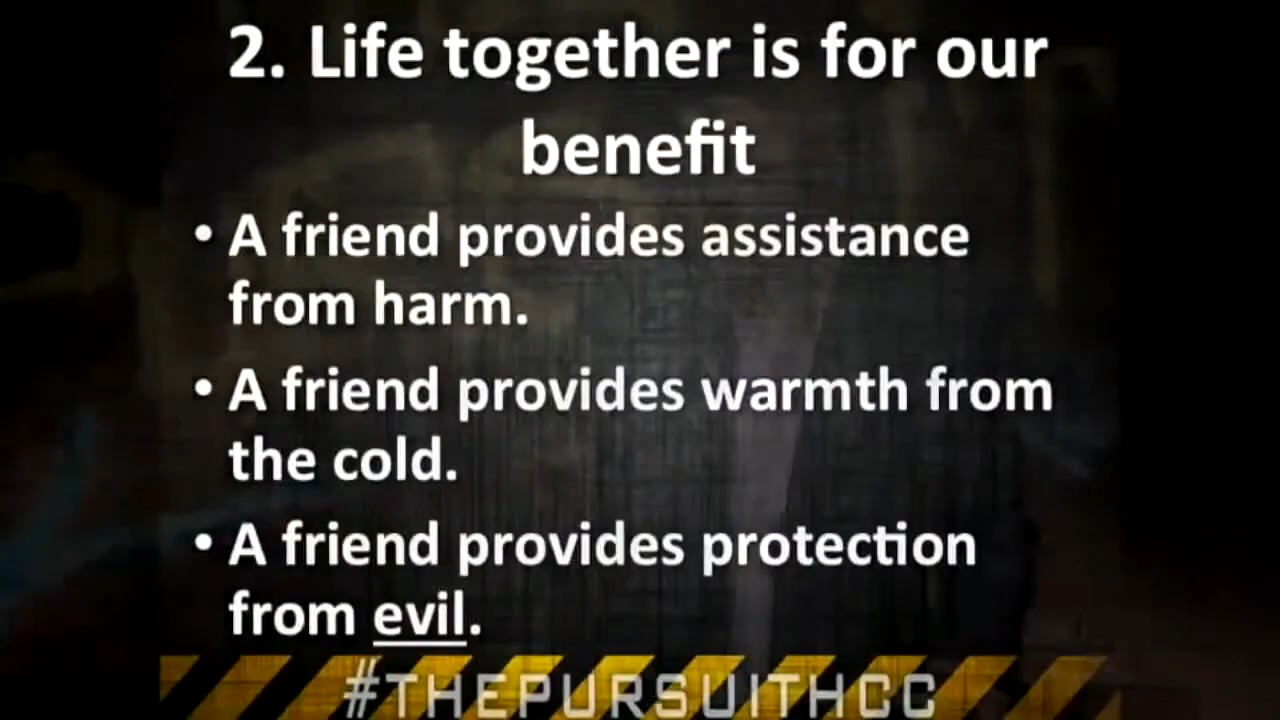 2. Life together is for our
benefit
• A friend provides assistance
from harm.
• A friend provides warmth from
the cold.
• A friend provides protection
from evil.
#THEPURSUITHCC